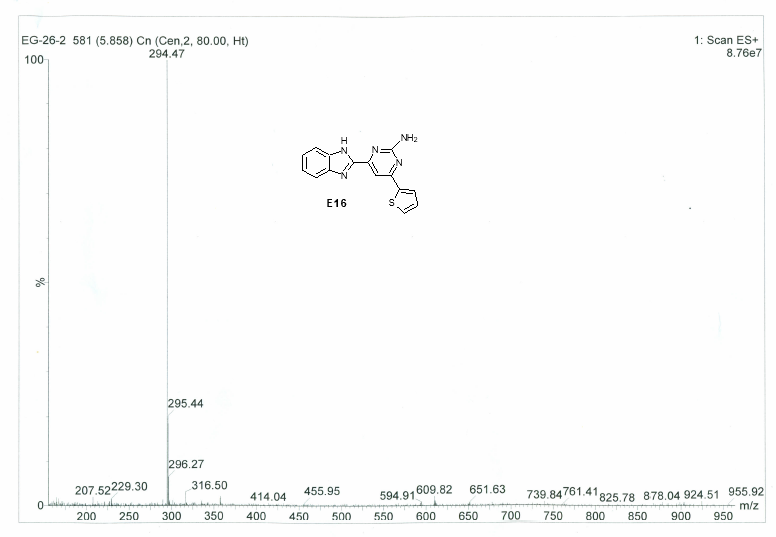 EG-26-2 581 (5.858) Cn (Cen,2, 80.00, Ht)
1: Scan ES+
8.76e7
294.47
100
H
N
N
NH₂
N
N
S
E16
%
295.44
296.27
207.52 229.30 316.50 414.04 455.95 594.91 609.82 651.63 739.84 761.41 825.78 878.04 924.51 955.92
0
m/z
200 250 300 350 400 450 500 550 600 650 700 750 800 850 900 950